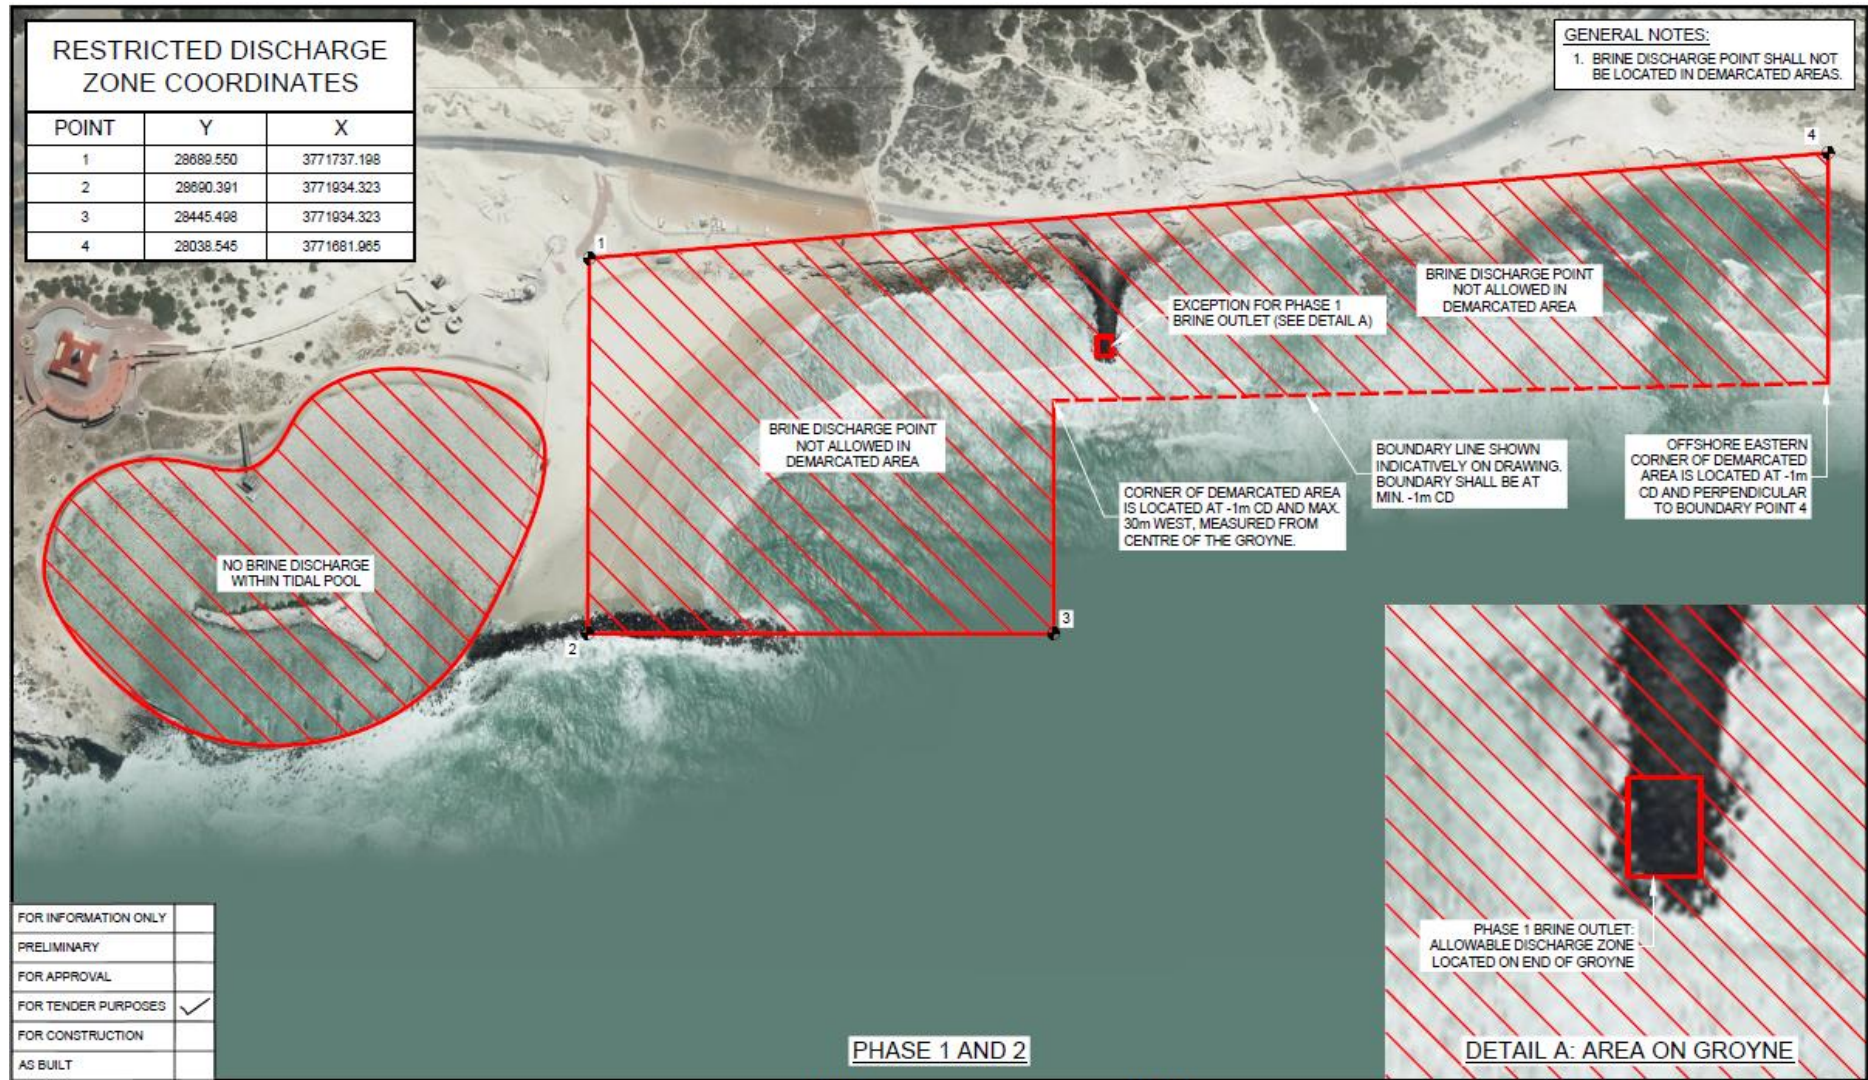 RESTRICTED DISCHARGE
ZONE COORDINATES
POINT Y X
1 28689.550 3771737.198
2 28690.391 3771934.323
3 28445.498 3771934.323
4 28038.545 3771681.965
GENERAL NOTES:
1. BRINE DISCHARGE POINT SHALL NOT
BE LOCATED IN DEMARCATED AREAS.
4
1
EXCEPTION FOR PHASE 1
BRINE OUTLET (SEE DETAIL A)
BRINE DISCHARGE POINT
NOT ALLOWED IN
DEMARCATED AREA
BRINE DISCHARGE POINT
NOT ALLOWED IN
DEMARCATED AREA
BOUNDARY LINE SHOWN
INDICATIVELY ON DRAWING.
BOUNDARY SHALL BE AT
MIN. -1m CD
OFFSHORE EASTERN
CORNER OF DEMARCATED
AREA IS LOCATED AT -1m
CD AND PERPENDICULAR
TO BOUNDARY POINT 4
CORNER OF DEMARCATED AREA
IS LOCATED AT -1m CD AND MAX.
30m WEST, MEASURED FROM
CENTRE OF THE GROYNE.
NO BRINE DISCHARGE
WITHIN TIDAL POOL
2
3
PHASE 1 BRINE OUTLET:
ALLOWABLE DISCHARGE ZONE
LOCATED ON END OF GROYNE
FOR INFORMATION ONLY
PRELIMINARY
FOR APPROVAL
FOR TENDER PURPOSES ✓
FOR CONSTRUCTION
AS BUILT
PHASE 1 AND 2
DETAIL A: AREA ON GROYNE